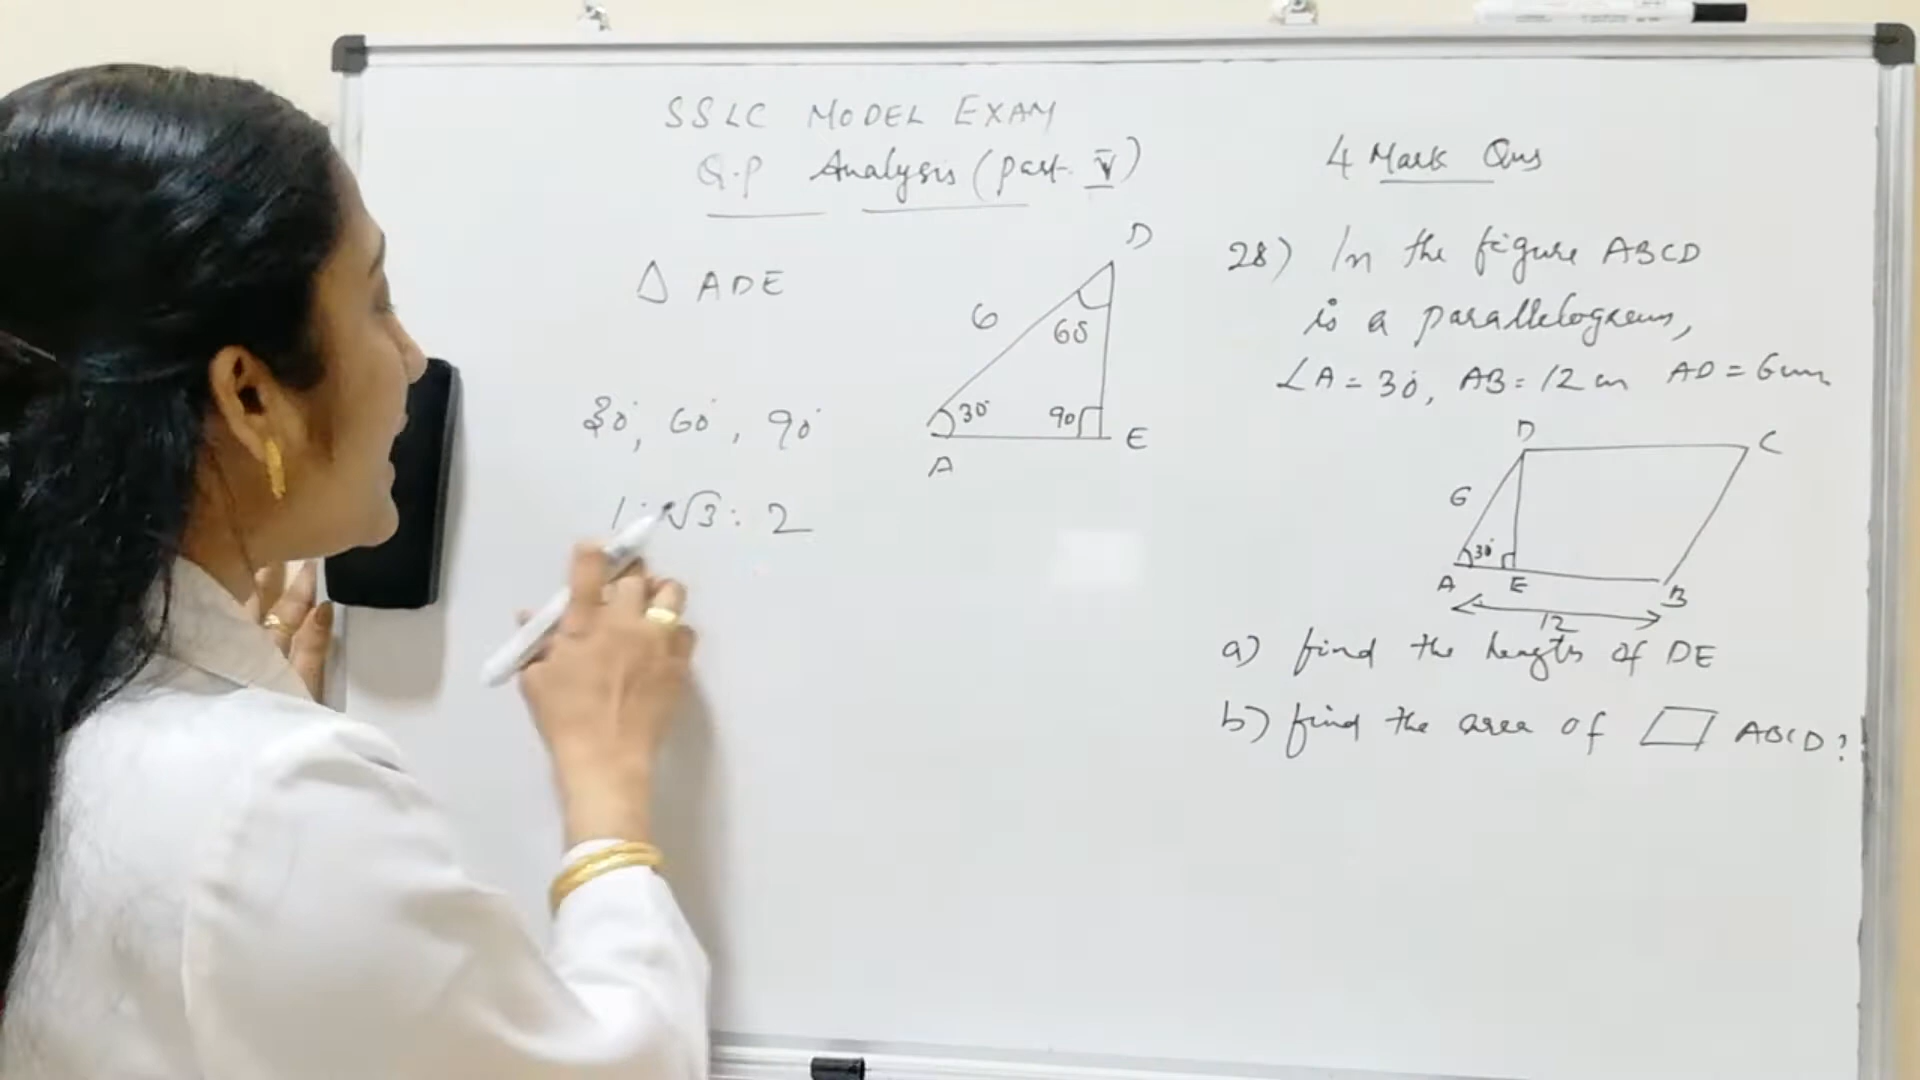 SSLC MODEL EXAM
Q.P Analysis (Part - V)
Δ ADE
30°, 60°, 90°
1 : √3 : 2
D
6
60°
30°
90°
A
E
4 Mark Qns
28) In the figure ABCD
is a parallelogram,
∠A = 30°, AB = 12 cm AD = 6cm
D
C
6
30°
A
E
B
12
a) find the length of DE
b) find the area of ▱ ABCD?